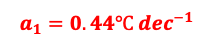 a₁ = 0.44°C dec⁻¹